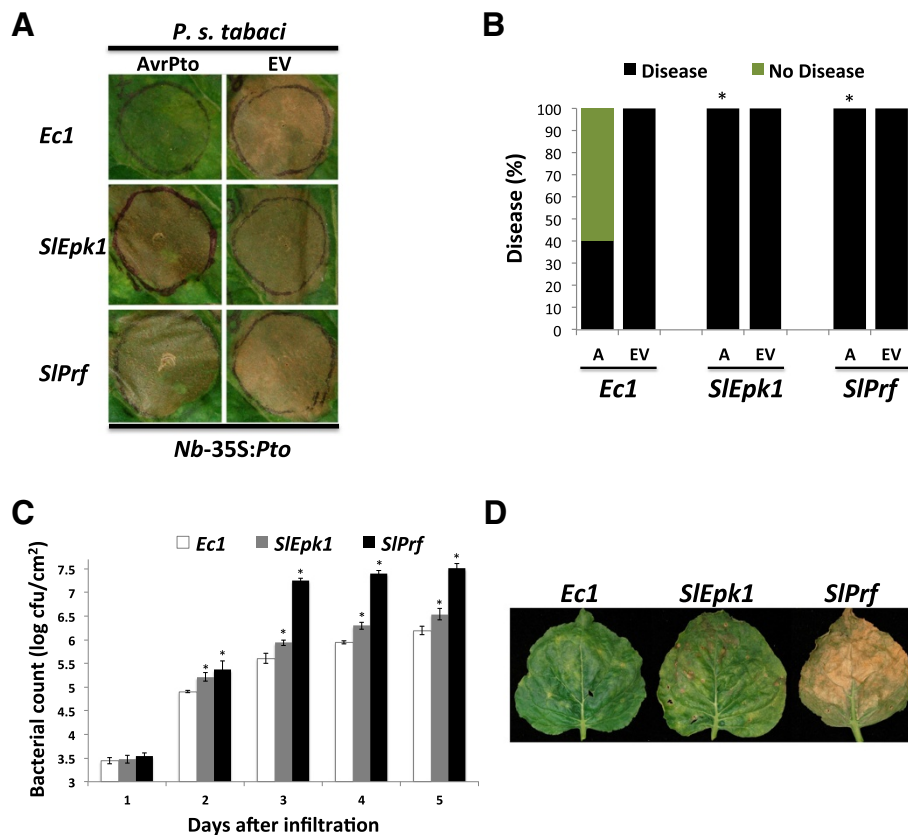 A
P. s. tabaci
AvrPto EV
Ec1
SlEpk1
SlPrf
Nb-35S:Pto
B
Disease No Disease
* *
Disease (%)
100
90
80
70
60
50
40
30
20
10
0
A EV A EV A EV
Ec1 SlEpk1 SlPrf
C
Ec1 SlEpk1 SlPrf
Bacterial count (log cfu/cm²)
7.5
7
6.5
6
5.5
5
4.5
4
3.5
3
* * * * * * * *
1 2 3 4 5
Days after infiltration
D
Ec1 SlEpk1 SlPrf